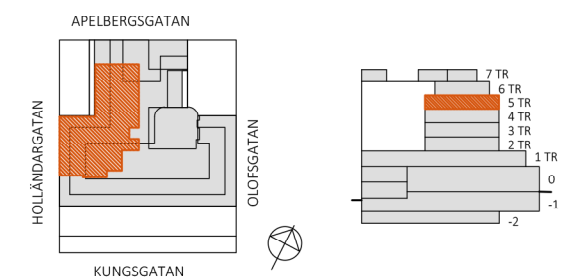 APELBERGSGATAN
HOLLÄNDARGATAN
OLOFSGATAN
KUNGSGATAN
7 TR
6 TR
5 TR
4 TR
3 TR
2 TR
1 TR
0
-1
-2